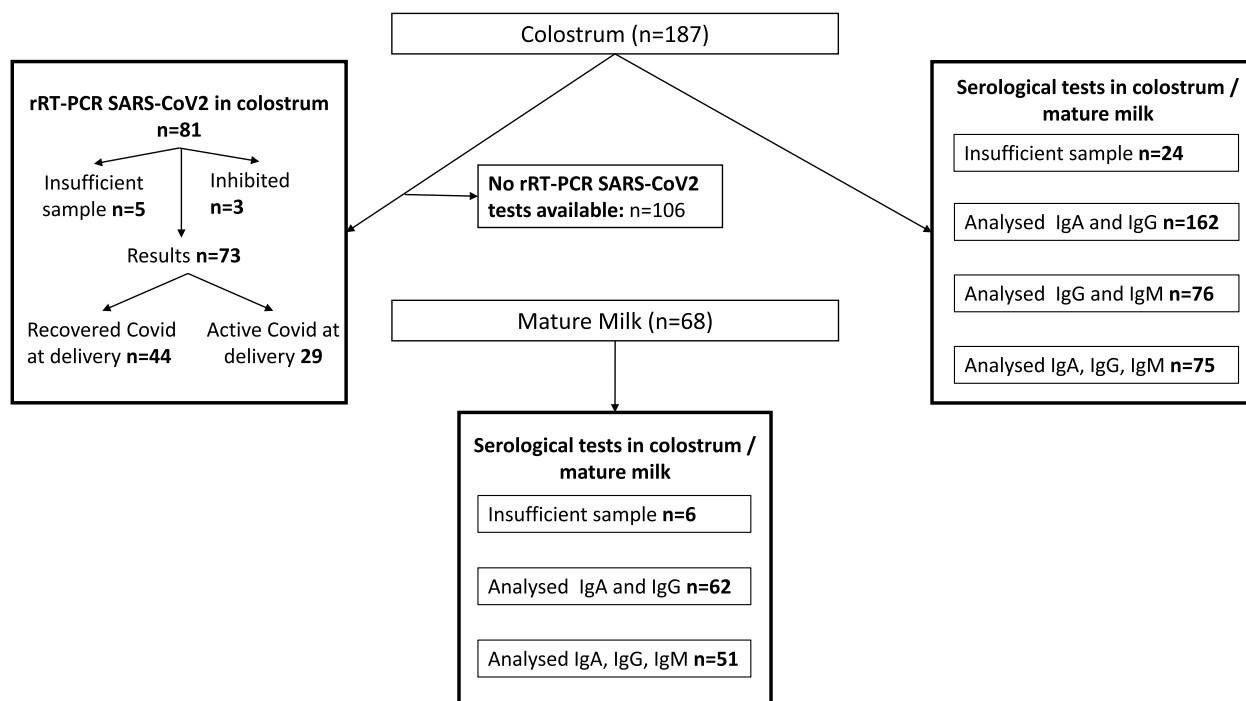 Colostrum (n=187)
rRT-PCR SARS-CoV2 in colostrum
n=81
Insufficient
sample n=5
Inhibited
n=3
Results n=73
Recovered Covid
at delivery n=44
Active Covid at
delivery 29
No rRT-PCR SARS-CoV2
tests available: n=106
Serological tests in colostrum /
mature milk
Insufficient sample n=24
Analysed IgA and IgG n=162
Analysed IgG and IgM n=76
Analysed IgA, IgG, IgM n=75
Mature Milk (n=68)
Serological tests in colostrum /
mature milk
Insufficient sample n=6
Analysed IgA and IgG n=62
Analysed IgA, IgG, IgM n=51